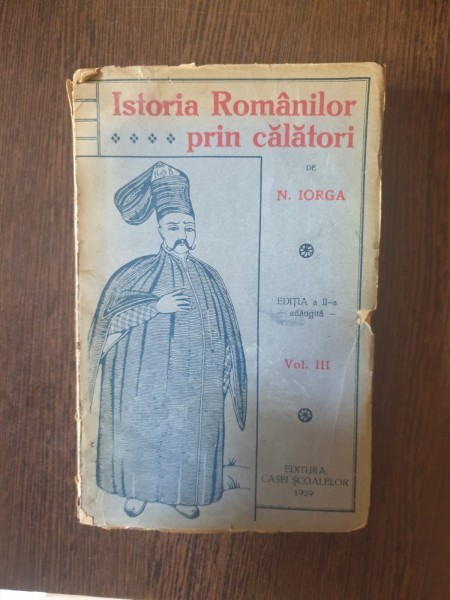 Istoria Românilor
prin călători
DE
N. IORGA
EDIȚIA a II-a
— adăugită —
Vol. III
EDITURA
CASEI ȘCOALELOR
1929